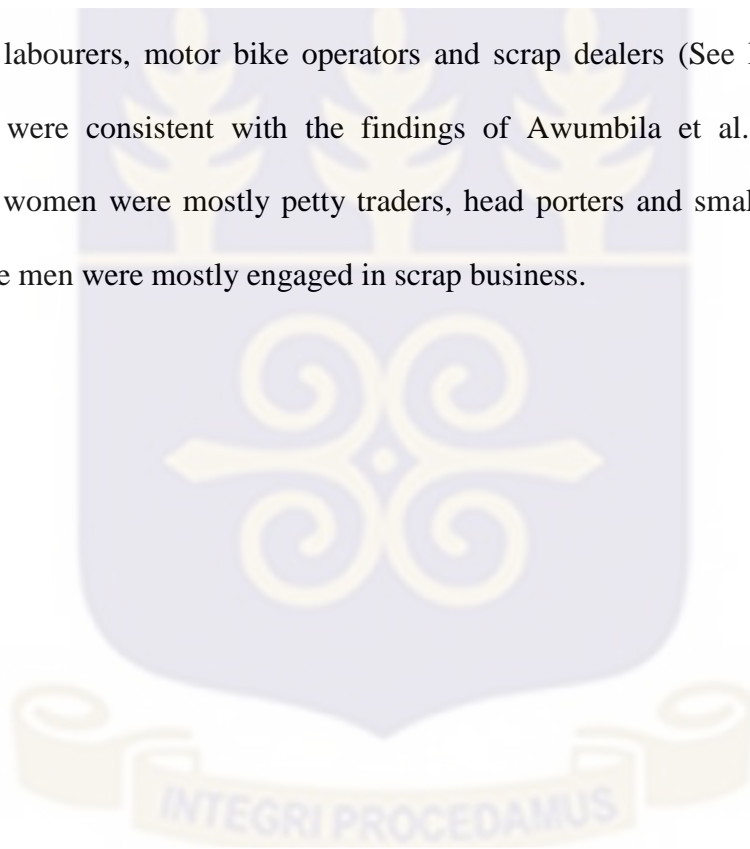 labourers, motor bike operators and scrap dealers (See
were consistent with the findings of Awumbila et al.
women were mostly petty traders, head porters and
men were mostly engaged in scrap business.
INTEGRI PROCEDAMUS